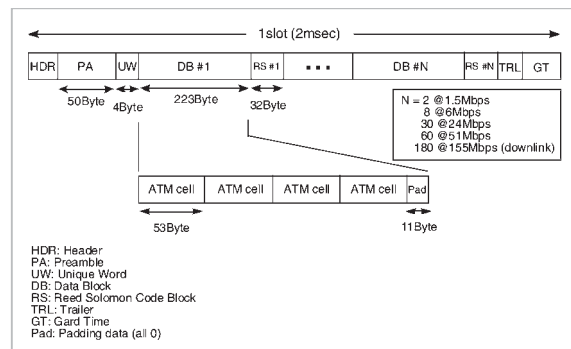 1slot (2msec)
HDR PA UW DB #1 RS #1 ... DB #N RS #N TRL GT
50Byte 4Byte 223Byte 32Byte
N = 2 @1.5Mbps
8 @6Mbps
30 @24Mbps
60 @51Mbps
180 @155Mbps (downlink)
ATM cell ATM cell ATM cell ATM cell Pad
53Byte 11Byte
HDR: Header
PA: Preamble
UW: Unique Word
DB: Data Block
RS: Reed Solomon Code Block
TRL: Trailer
GT: Gard Time
Pad: Padding data (all 0)